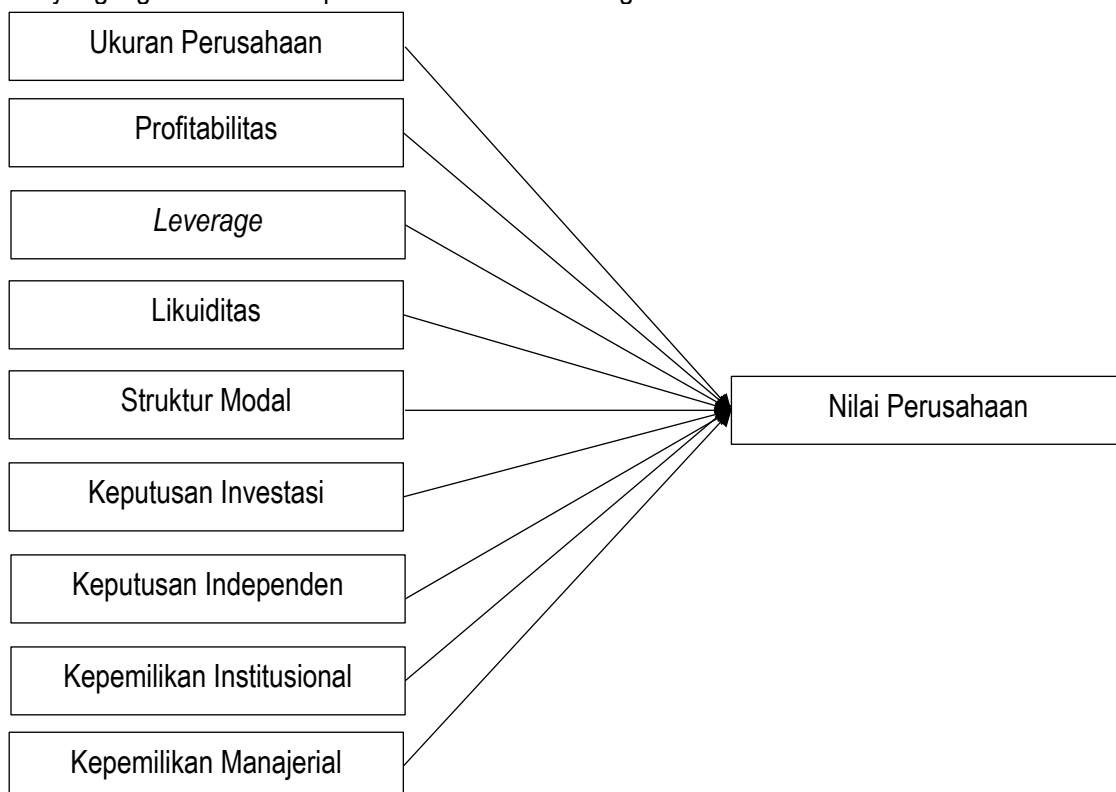 Ukuran Perusahaan
Profitabilitas
Leverage
Likuiditas
Struktur Modal
Nilai Perusahaan
Keputusan Investasi
Keputusan Independen
Kepemilikan Institusional
Kepemilikan Manajerial